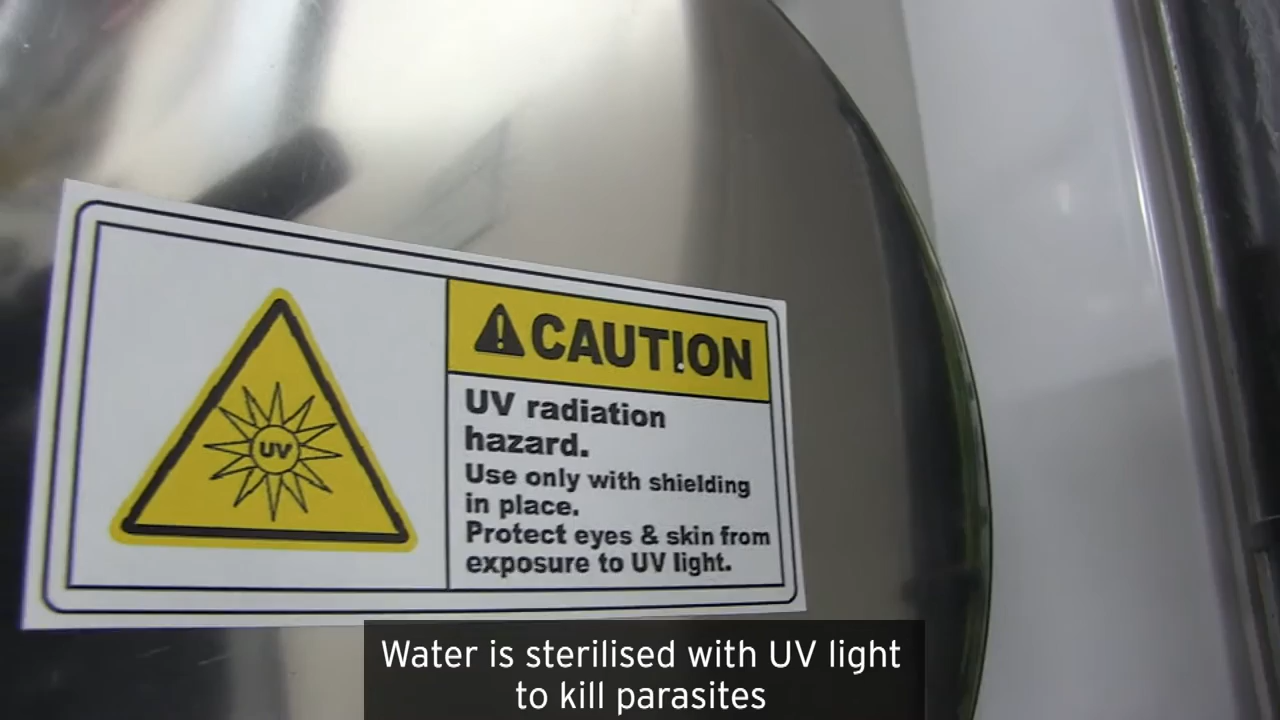 UV
CAUTION
UV radiation
hazard.
Use only with shielding
in place.
Protect eyes & skin from
exposure to UV light.
Water is sterilised with UV light
to kill parasites